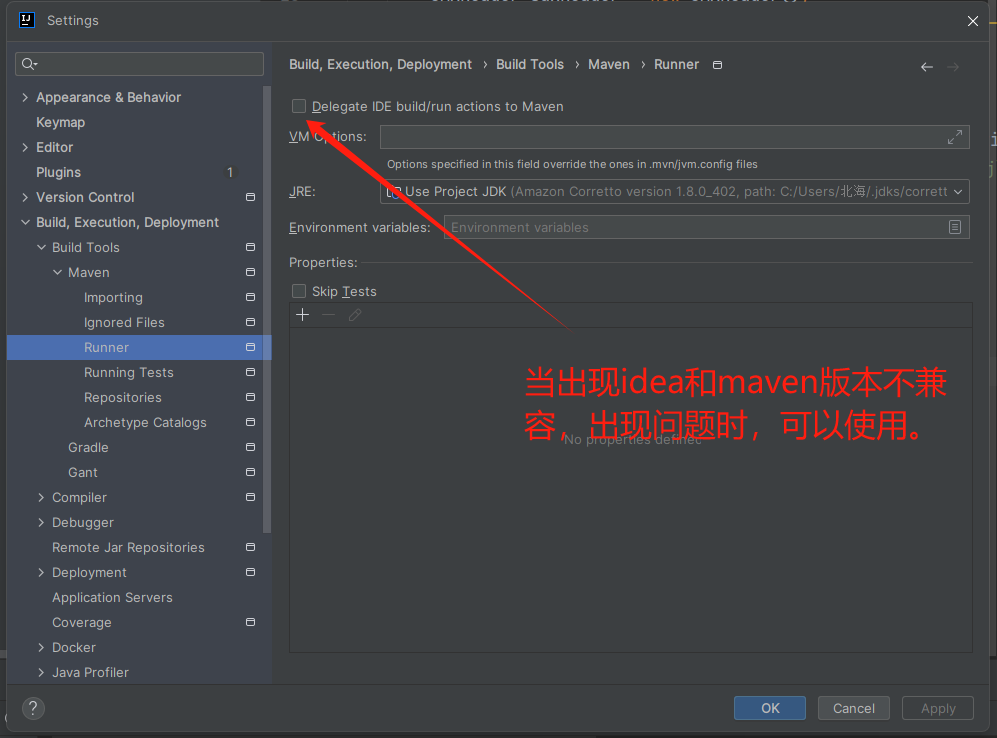 Settings
Appearance & Behavior
Keymap
Editor
Plugins 1
Version Control
Build, Execution, Deployment
Build Tools
Maven
Importing
Ignored Files
Runner
Running Tests
Repositories
Archetype Catalogs
Gradle
Gant
Compiler
Debugger
Remote Jar Repositories
Deployment
Application Servers
Coverage
Docker
Java Profiler
Build, Execution, Deployment › Build Tools › Maven › Runner
Delegate IDE build/run actions to Maven
VM Options:
Options specified in this field override the ones in .mvn/jvm.config files
JRE: Use Project JDK (Amazon Corretto version 1.8.0_402, path: C:/Users/北海/.jdks/corrett
Environment variables: Environment variables
Properties:
Skip Tests
当出现idea和maven版本不兼
容，出现问题时，可以使用。
No properties defined
? OK Cancel Apply